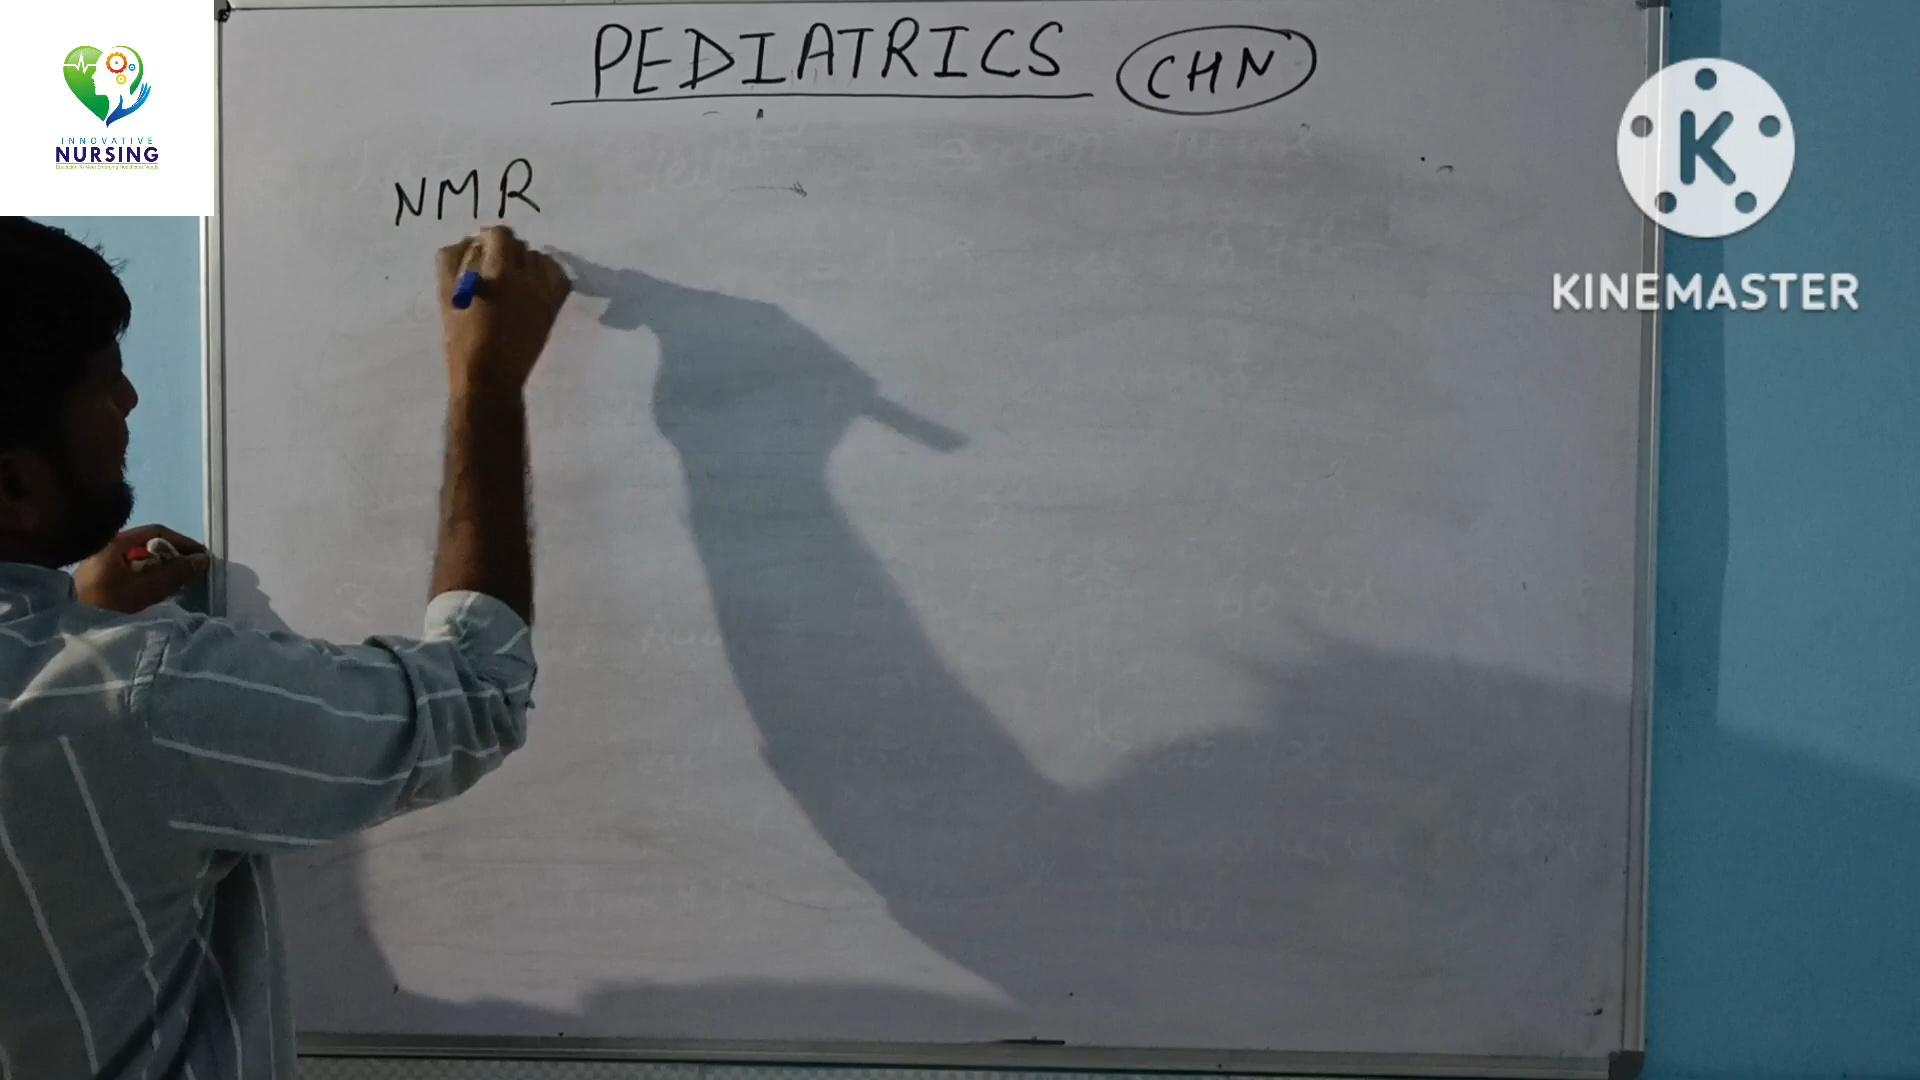 PEDIATRICS CHN
NMR
INNOVATIVE
NURSING
KINEMASTER